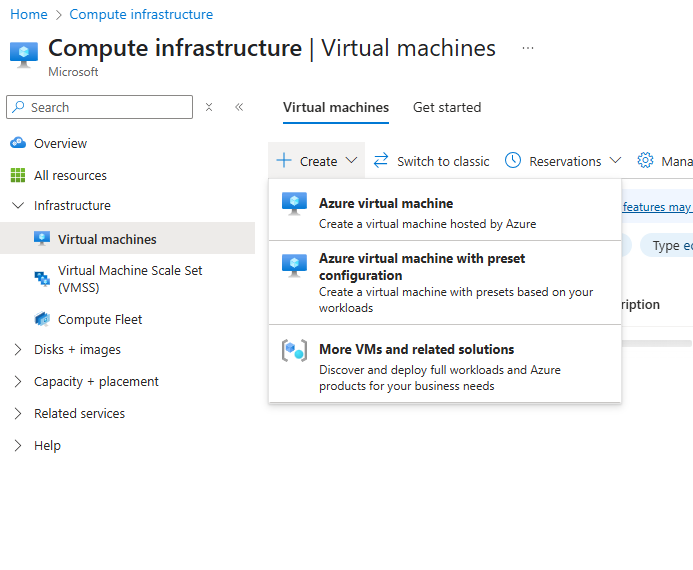 Home > Compute infrastructure
Compute infrastructure | Virtual machines ...
Microsoft
Search
Virtual machines Get started
Overview
All resources
Infrastructure
Virtual machines
Virtual Machine Scale Set
(VMSS)
Compute Fleet
Disks + images
Capacity + placement
Related services
Help
Create
Switch to classic
Reservations
Mana
Azure virtual machine
Create a virtual machine hosted by Azure
Azure virtual machine with preset
configuration
Create a virtual machine with presets based on your
workloads
More VMs and related solutions
Discover and deploy full workloads and Azure
products for your business needs
features may
Type ec
ription